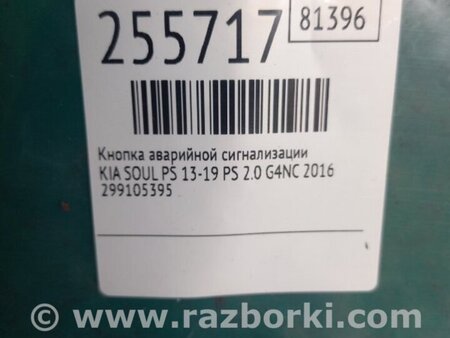 255717
81396
Кнопка аварийной сигнализации
KIA SOUL PS 13-19 PS 2.0 G4NC 2016
299105395
© www.razborki.com